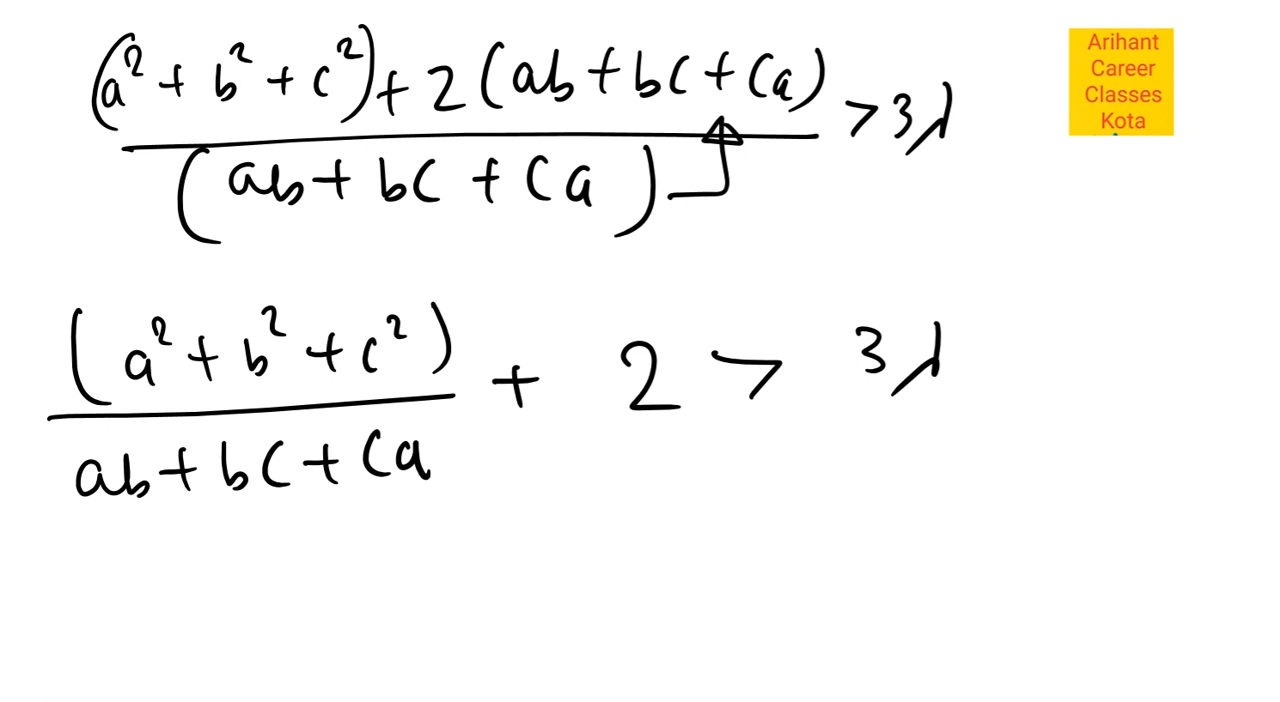 (a² + b² + c²) + 2 (ab + bc + ca) > 3λ
(ab + bc + ca)
(a² + b² + c²) + 2 > 3λ
ab + bc + ca
Arihant
Career
Classes
Kota